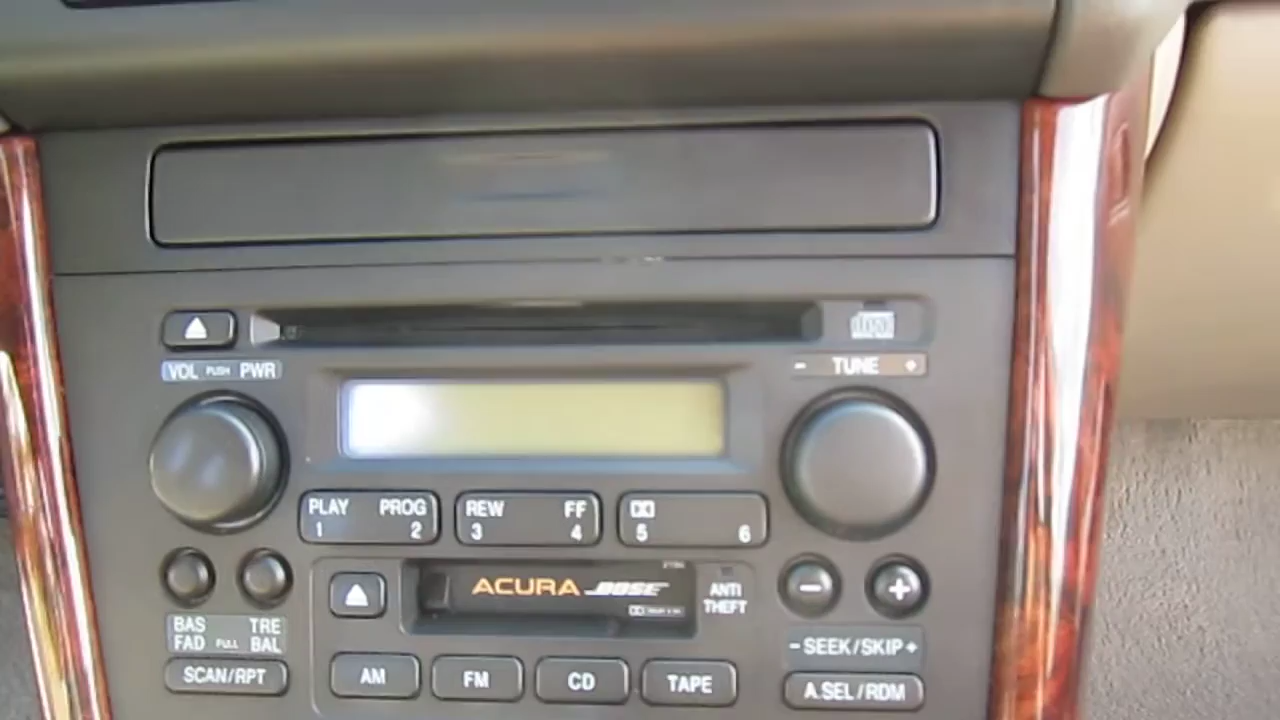 VOL PUSH PWR
- TUNE +
PLAY PROG
1 2
REW FF
3 4
5 6
ACURA BOSE
ANTI
THEFT
- +
BAS TRE
FAD FULL BAL
-SEEK/SKIP+
SCAN/RPT
AM
FM
CD
TAPE
A.SEL/RDM